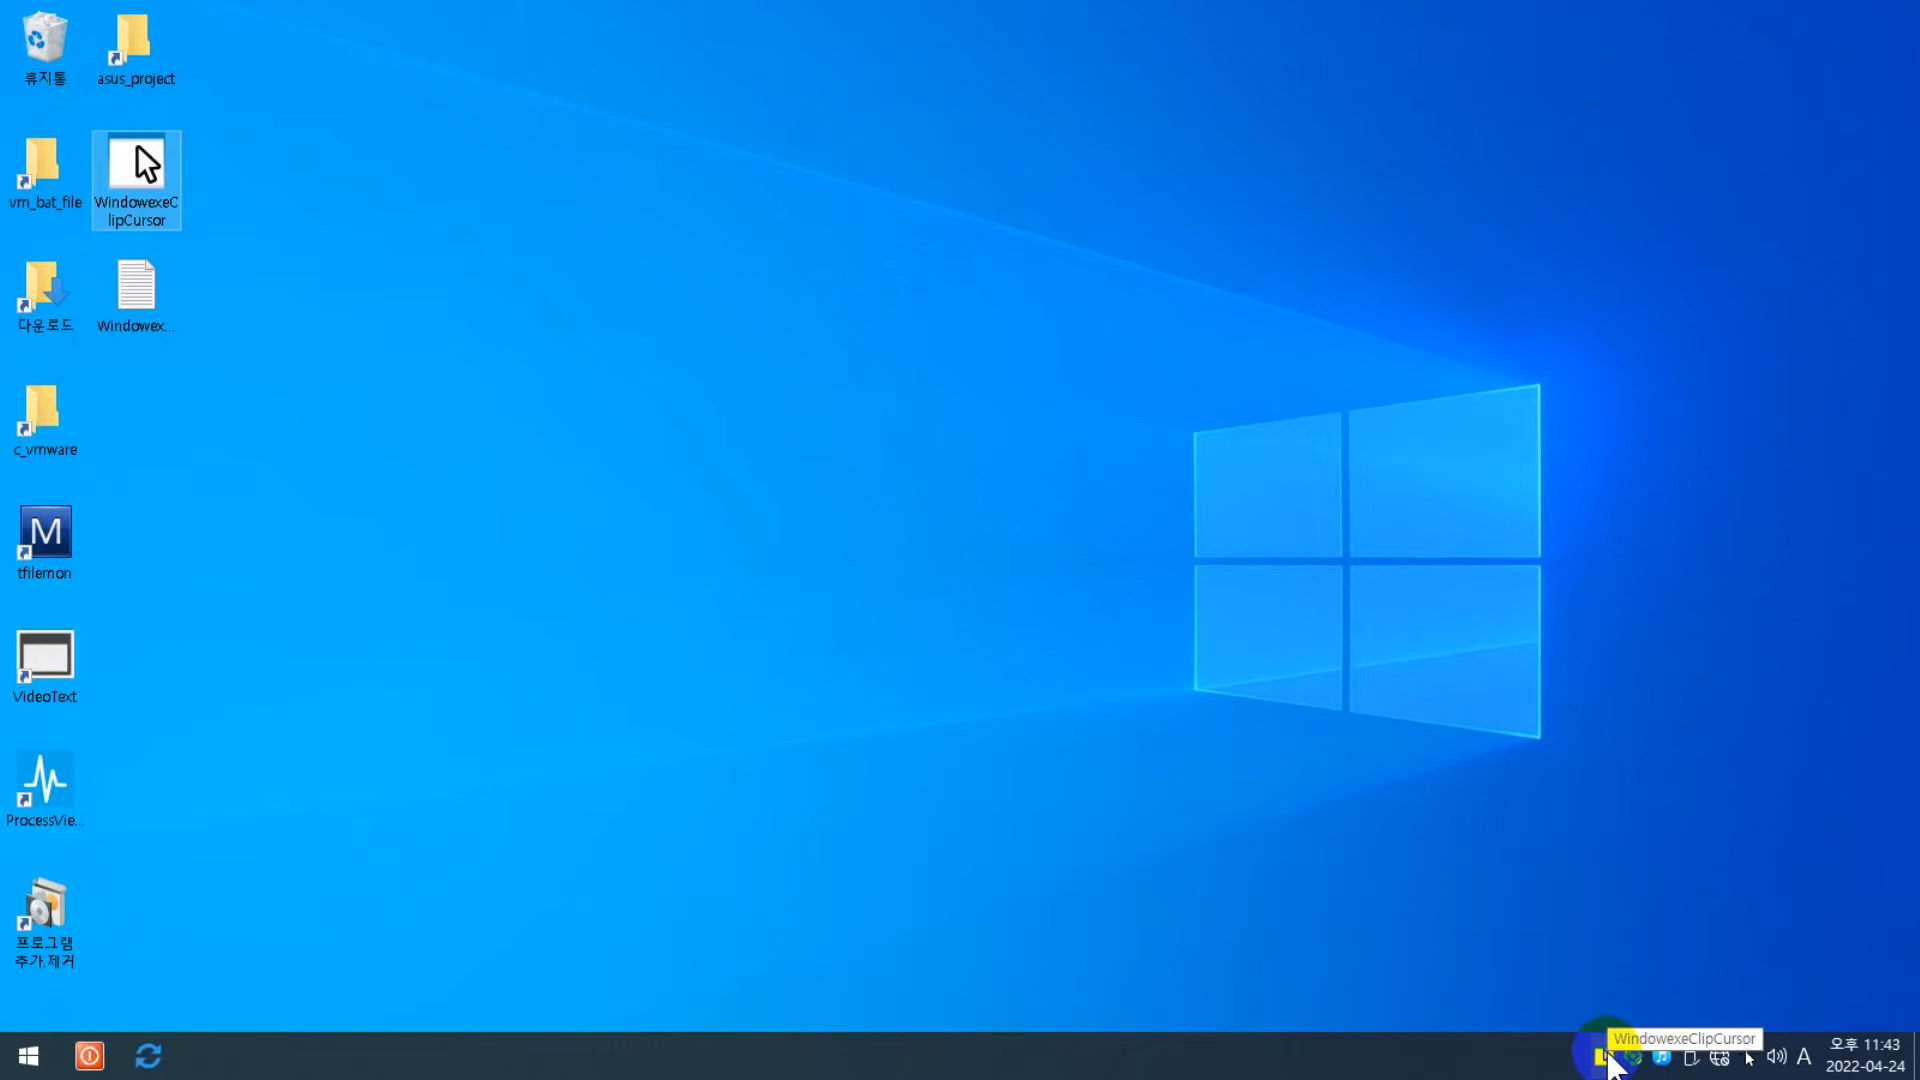 휴지통
asus_project
vm_bat_file
WindowexeC
lipCursor
다운로드
Windowex...
c_vmware
M
tfilemon
VideoText
ProcessVie...
프로그램
추가.제거
WindowexeClipCursor
A
오후 11:43
2022-04-24